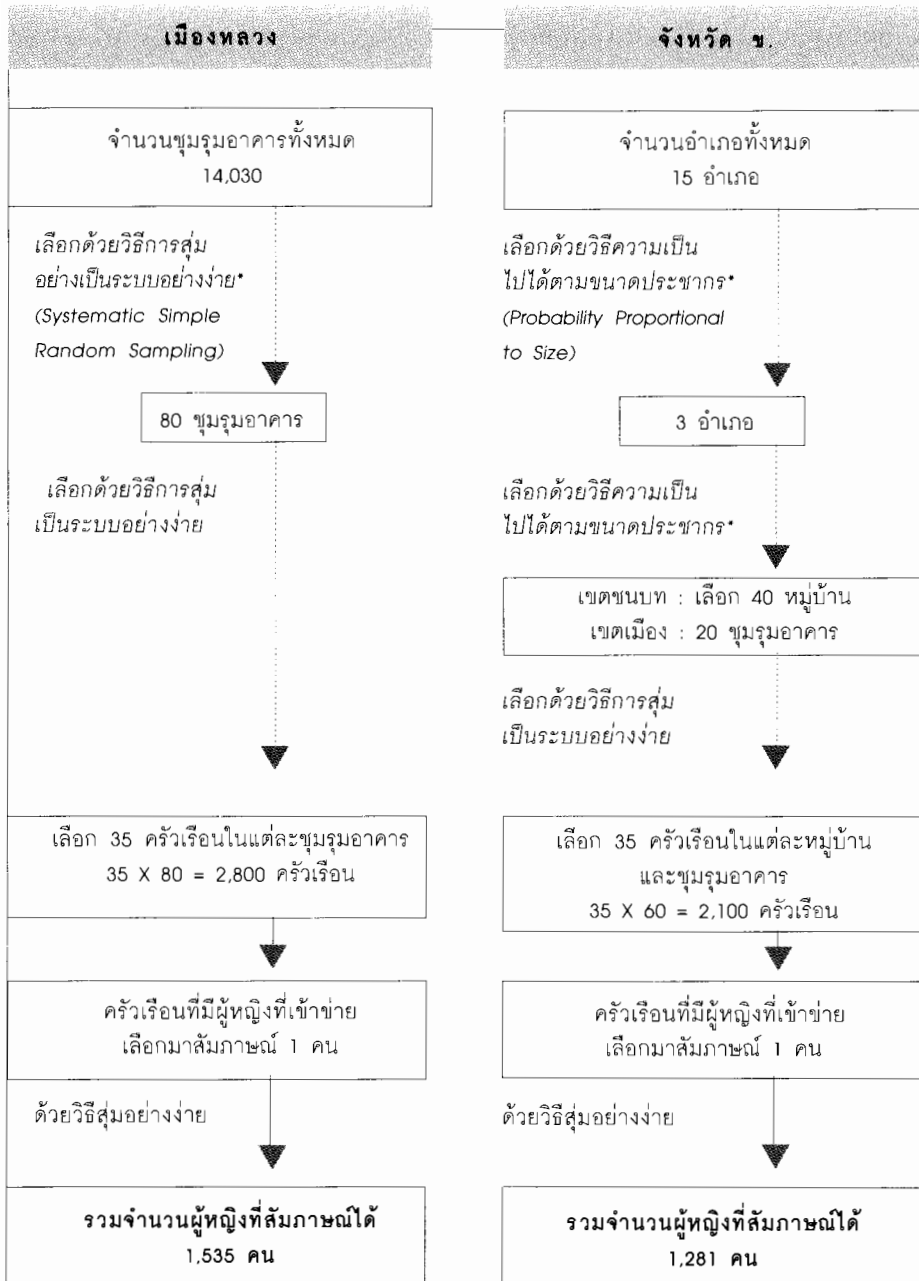 เมืองหลวง
จำนวนชุมรุมอาคารทั้งหมด
14,030
เลือกด้วยวิธีการสุ่ม
อย่างเป็นระบบอย่างง่าย*
(Systematic Simple
Random Sampling)
80 ชุมรุมอาคาร
เลือกด้วยวิธีการสุ่ม
เป็นระบบอย่างง่าย
เลือก 35 ครัวเรือนในแต่ละชุมรุมอาคาร
35 X 80 = 2,800 ครัวเรือน
ครัวเรือนที่มีผู้หญิงที่เข้าข่าย
เลือกมาสัมภาษณ์ 1 คน
ด้วยวิธีสุ่มอย่างง่าย
รวมจำนวนผู้หญิงที่สัมภาษณ์ได้
1,535 คน
จังหวัด ข.
จำนวนอำเภอทั้งหมด
15 อำเภอ
เลือกด้วยวิธีความเป็น
ไปได้ตามขนาดประชากร*
(Probability Proportional
to Size)
3 อำเภอ
เลือกด้วยวิธีความเป็น
ไปได้ตามขนาดประชากร*
เขตชนบท : เลือก 40 หมู่บ้าน
เขตเมือง : 20 ชุมรุมอาคาร
เลือกด้วยวิธีการสุ่ม
เป็นระบบอย่างง่าย
เลือก 35 ครัวเรือนในแต่ละหมู่บ้าน
และชุมรุมอาคาร
35 X 60 = 2,100 ครัวเรือน
ครัวเรือนที่มีผู้หญิงที่เข้าข่าย
เลือกมาสัมภาษณ์ 1 คน
ด้วยวิธีสุ่มอย่างง่าย
รวมจำนวนผู้หญิงที่สัมภาษณ์ได้
1,281 คน